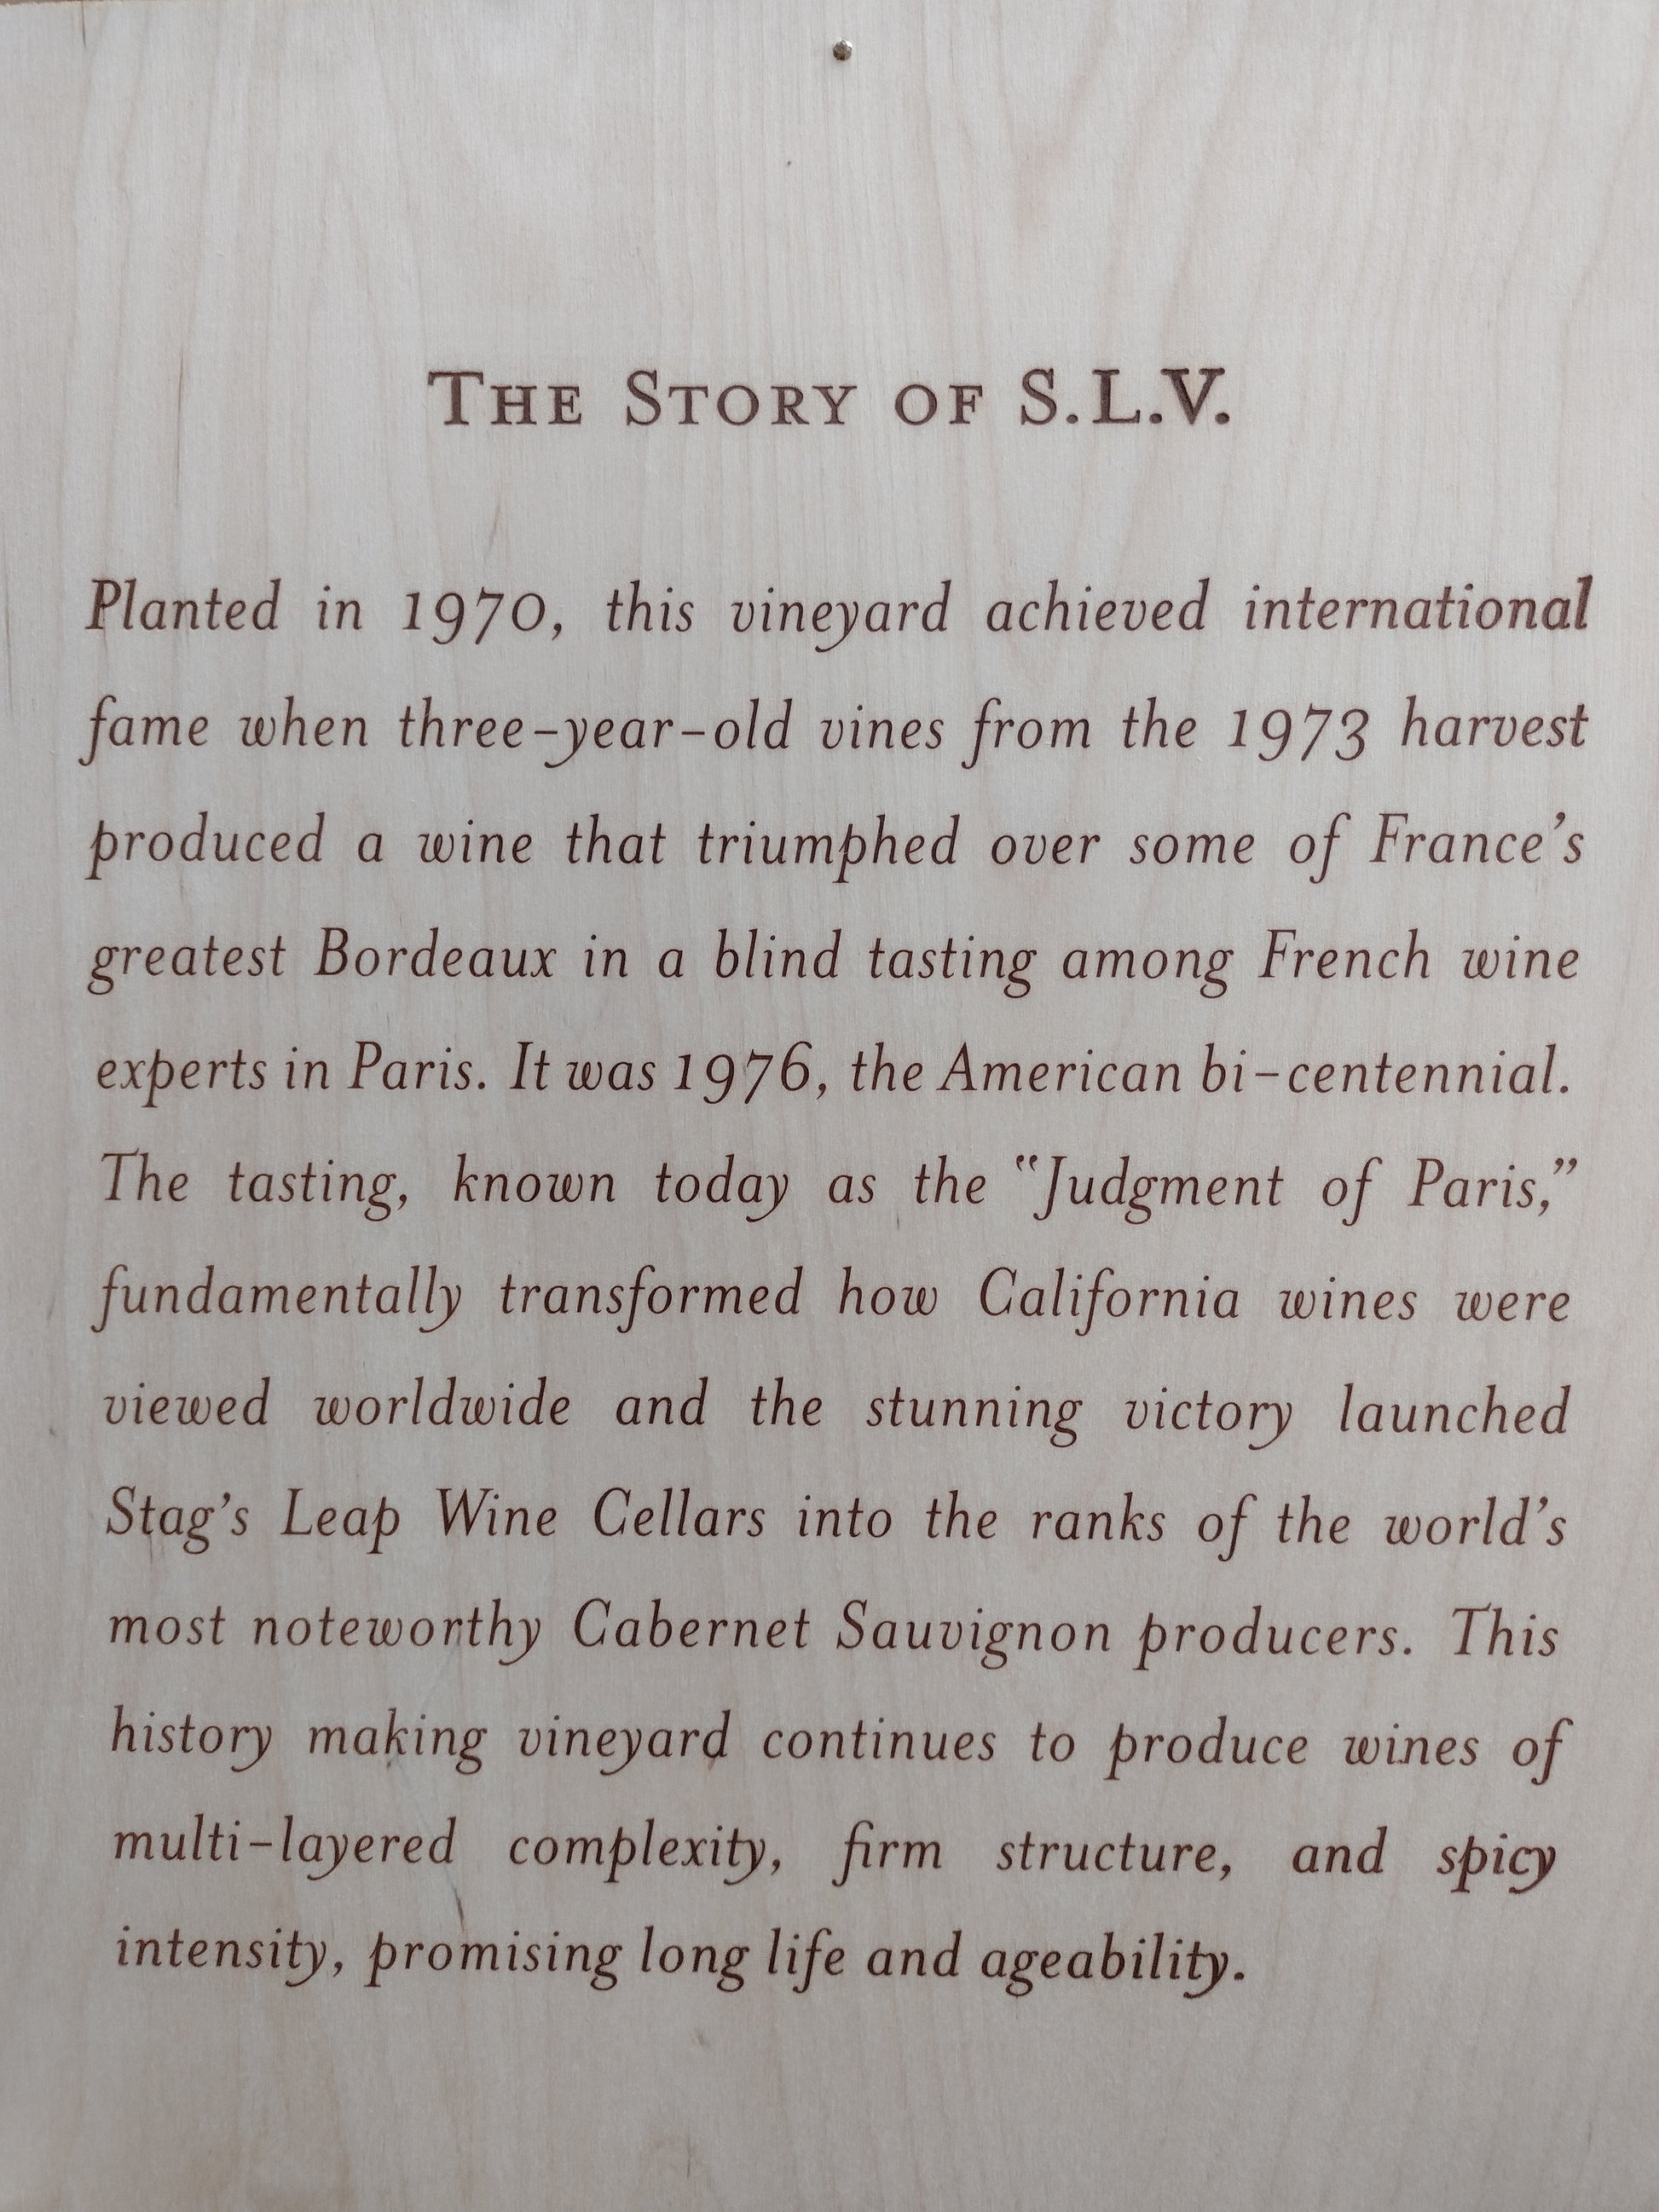 THE STORY OF S.L.V.
Planted in 1970, this vineyard achieved international
fame when three-year-old vines from the 1973 harvest
produced a wine that triumphed over some of France’s
greatest Bordeaux in a blind tasting among French wine
experts in Paris. It was 1976, the American bi-centennial.
The tasting, known today as the “Judgment of Paris,”
fundamentally transformed how California wines were
viewed worldwide and the stunning victory launched
Stag’s Leap Wine Cellars into the ranks of the world’s
most noteworthy Cabernet Sauvignon producers. This
history making vineyard continues to produce wines of
multi-layered complexity, firm structure, and spicy
intensity, promising long life and ageability.